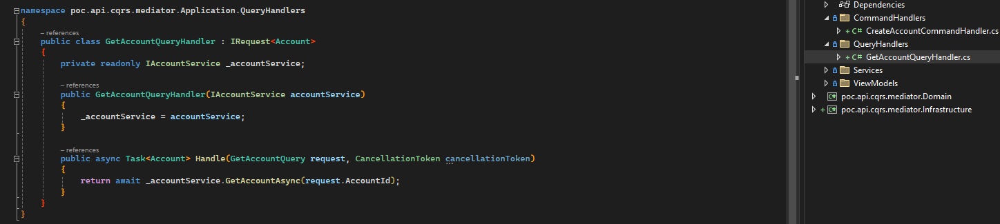 namespace poc.api.cqrs.mediator.Application.QueryHandlers
{
– references
public class GetAccountQueryHandler : IRequest<Account>
{
private readonly IAccountService _accountService;
– references
public GetAccountQueryHandler(IAccountService accountService)
{
_accountService = accountService;
}
– references
public async Task<Account> Handle(GetAccountQuery request, CancellationToken cancellationToken)
{
return await _accountService.GetAccountAsync(request.AccountId);
}
}
}
Dependencies
CommandHandlers
+ C# CreateAccountCommandHandler.cs
QueryHandlers
+ C# GetAccountQueryHandler.cs
Services
ViewModels
C# poc.api.cqrs.mediator.Domain
+ C# poc.api.cqrs.mediator.Infrastructure